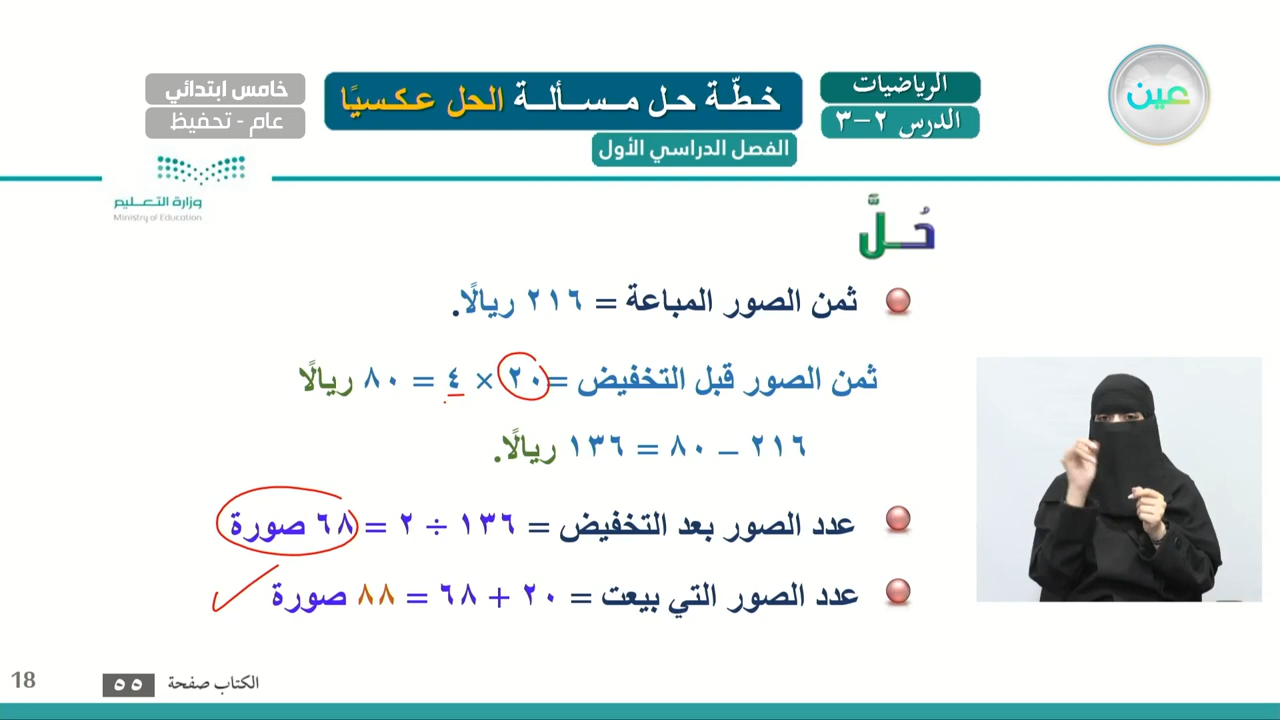 عين
الرياضيات
الدرس ٢-٣
خطّة حل مسألة الحل عكسيًا
الفصل الدراسي الأول
خامس ابتدائي
عام - تحفيظ
وزارة التعليم
Ministry of Education
حُلَّ
ثمن الصور المباعة = ٢١٦ ريالًا.
ثمن الصور قبل التخفيض = ٢٠ × ٤ = ٨٠ ريالًا
٢١٦ – ٨٠ = ١٣٦ ريالًا.
عدد الصور بعد التخفيض = ١٣٦ ÷ ٢ = ٦٨ صورة
عدد الصور التي بيعت = ٢٠ + ٦٨ = ٨٨ صورة
الكتاب صفحة ٥٥
18